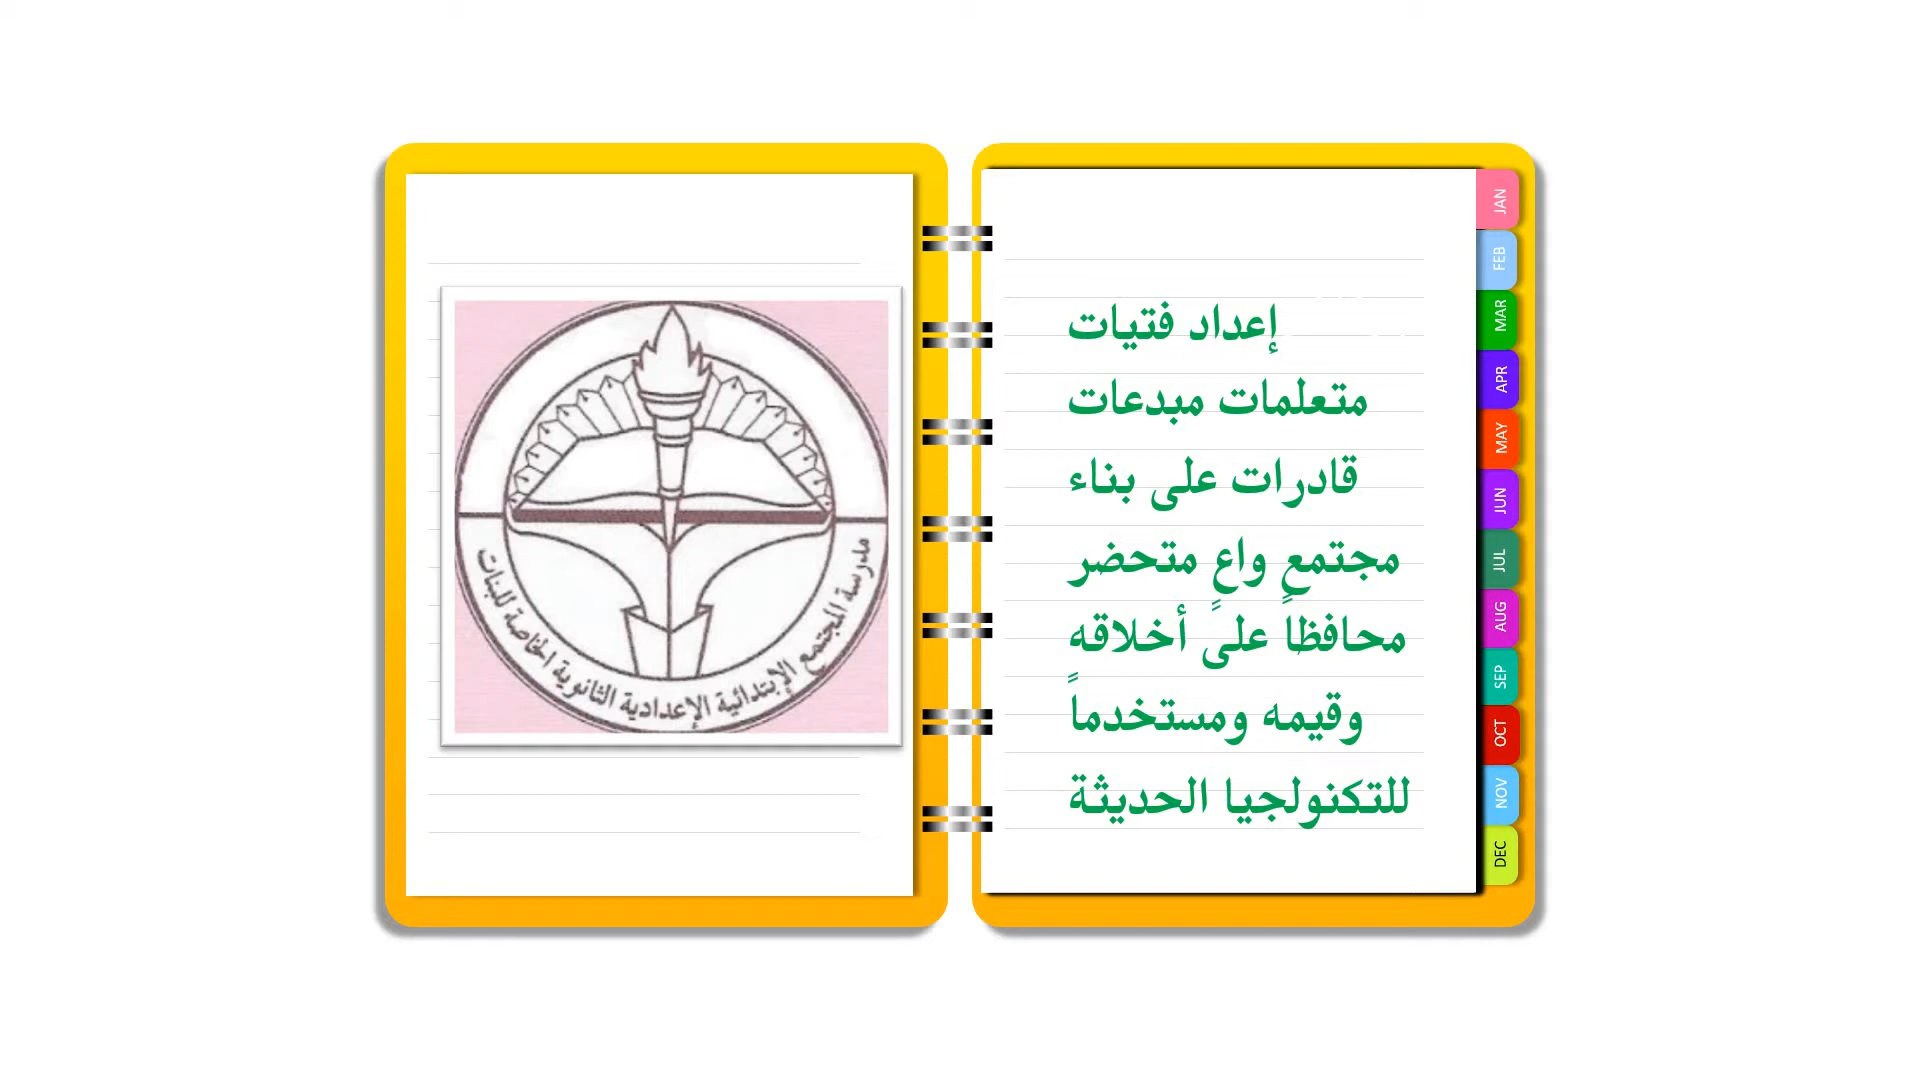 مدرسة المجتمع الإبتدائية الإعدادية الثانوية الخاصة للبنات
إعداد فتيات
متعلمات مبدعات
قادرات على بناء
مجتمعٍ واعٍ متحضر
محافظاً على أخلاقه
وقيمه ومستخدماً
للتكنولجيا الحديثة
JAN
FEB
MAR
APR
MAY
JUN
JUL
AUG
SEP
OCT
NOV
DEC